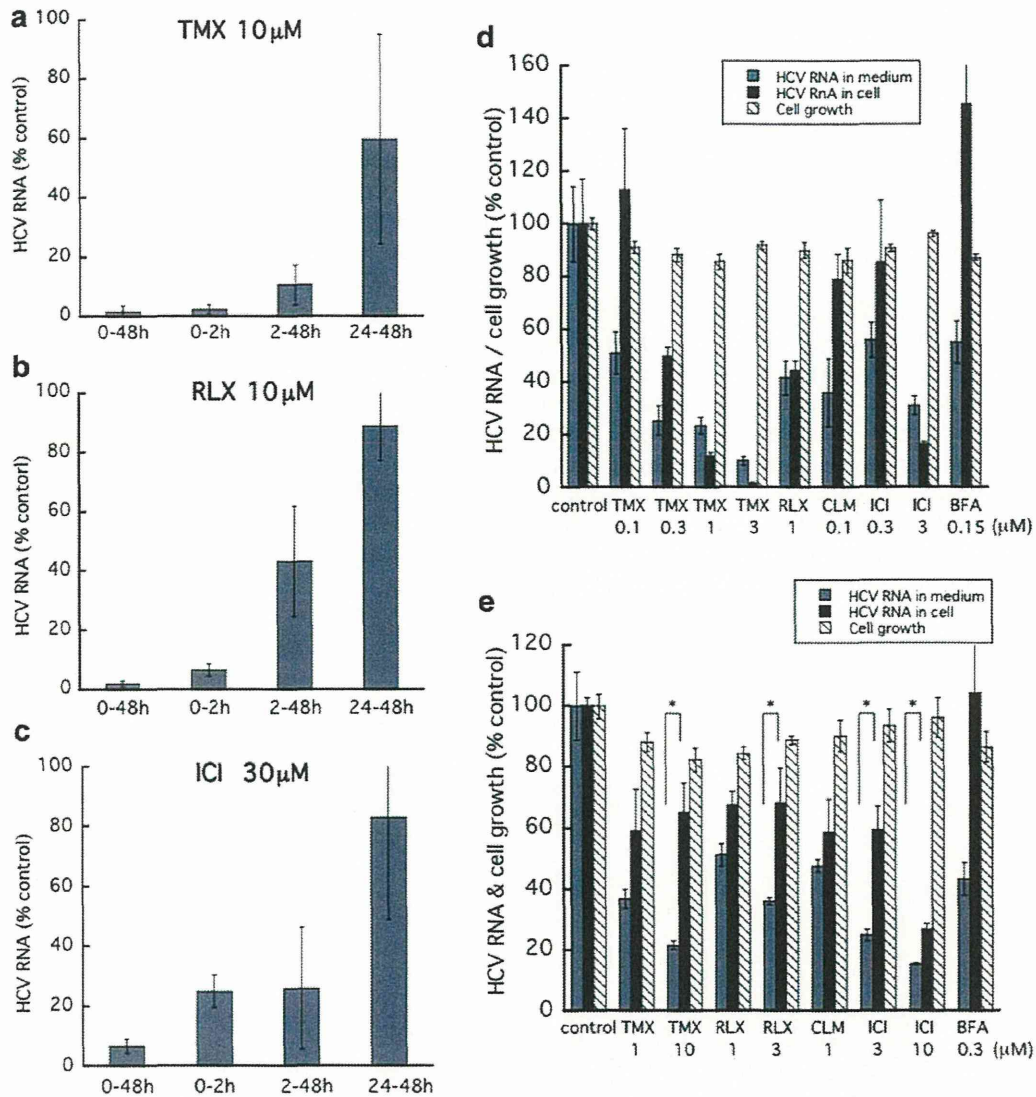 a
TMX 10μM
HCV RNA (% control)
100
80
60
40
20
0
0-48h 0-2h 2-48h 24-48h
b
RLX 10μM
HCV RNA (% contorl)
100
80
60
40
20
0
0-48h 0-2h 2-48h 24-48h
c
ICI 30μM
HCV RNA (% control)
100
80
60
40
20
0
0-48h 0-2h 2-48h 24-48h
d
HCV RNA in medium
HCV RnA in cell
Cell growth
HCV RNA / cell growth (% control)
160
140
120
100
80
60
40
20
0
control TMX TMX TMX TMX RLX CLM ICI ICI BFA
0.1 0.3 1 3 1 0.1 0.3 3 0.15 (μM)
e
HCV RNA in medium
HCV RNA in cell
Cell growth
HCV RNA & cell growth (% control)
120
100
80
60
40
20
0
* * * *
control TMX TMX RLX RLX CLM ICI ICI BFA
1 10 1 3 1 3 10 0.3 (μM)